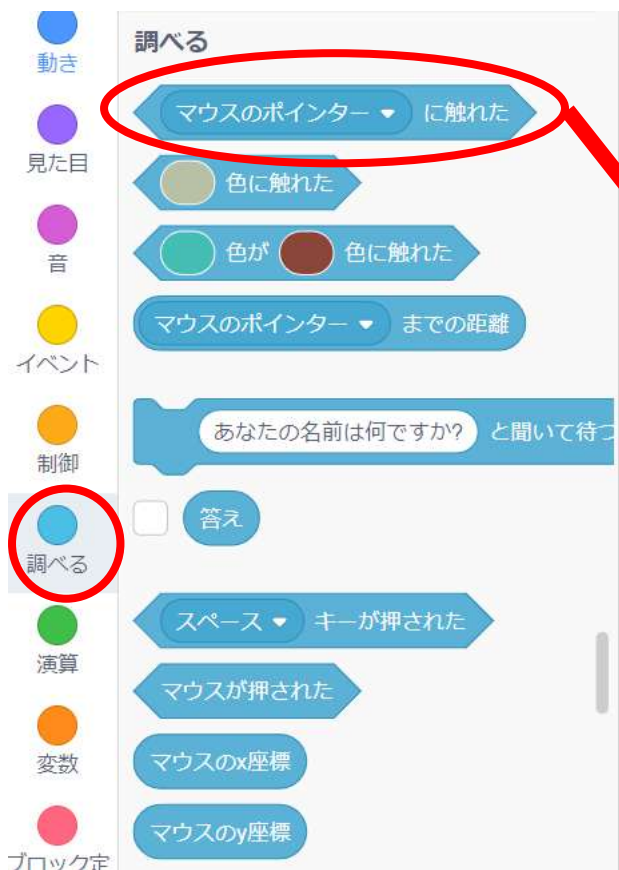 動き
見た目
音
イベント
制御
調べる
演算
変数
ブロック定
調べる
マウスのポインター に触れた
色に触れた
色が 色に触れた
マウスのポインター までの距離
あなたの名前は何ですか? と聞いて待つ
答え
スペース キーが押された
マウスが押された
マウスのx座標
マウスのy座標